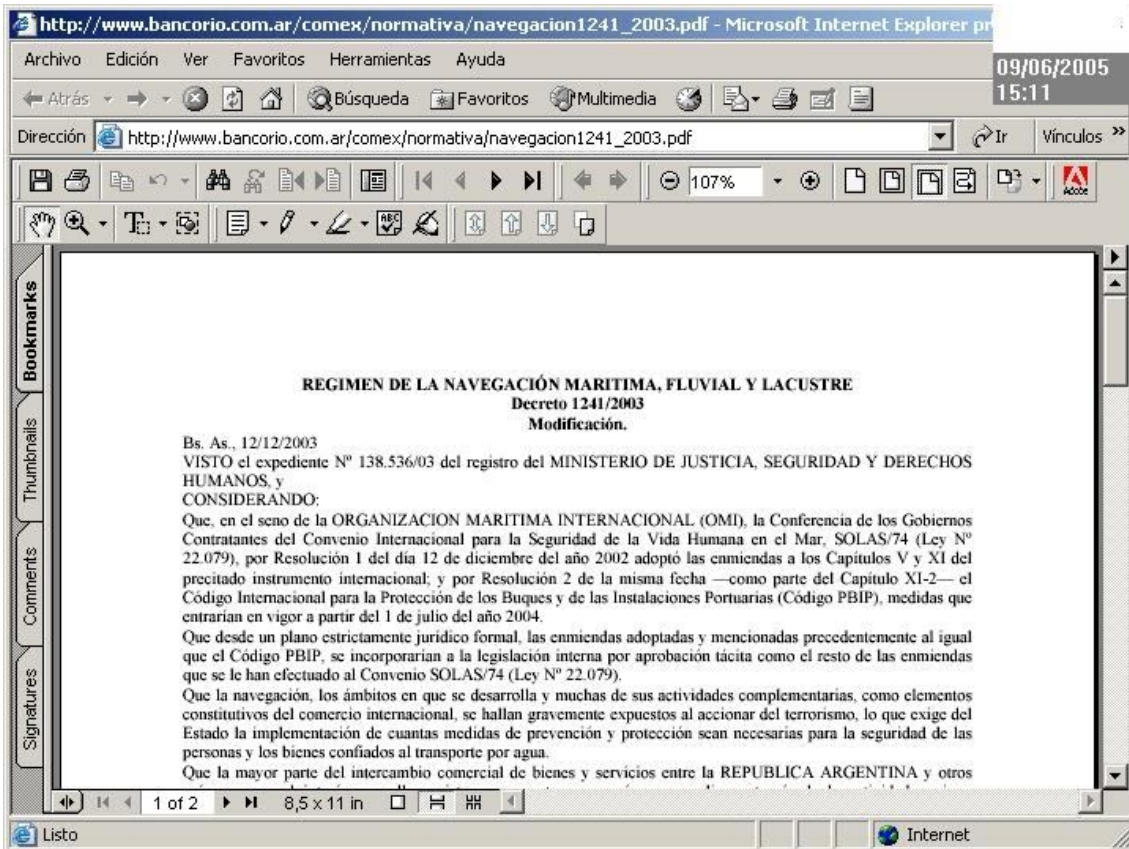 http://www.bancorio.com.ar/comex/normativa/navegacion1241_2003.pdf - Microsoft Internet Explorer pr
09/06/2005
15:11
Archivo Edición Ver Favoritos Herramientas Ayuda
Atrás Búsqueda Favoritos Multimedia
Dirección http://www.bancorio.com.ar/comex/normativa/navegacion1241_2003.pdf Ir Vínculos »
107% Adobe
Bookmarks
Thumbnails
Comments
Signatures
REGIMEN DE LA NAVEGACIÓN MARITIMA, FLUVIAL Y LACUSTRE
Decreto 1241/2003
Modificación.
Bs. As., 12/12/2003
VISTO el expediente Nº 138.536/03 del registro del MINISTERIO DE JUSTICIA, SEGURIDAD Y DERECHOS
HUMANOS, y
CONSIDERANDO:
Que, en el seno de la ORGANIZACION MARITIMA INTERNACIONAL (OMI), la Conferencia de los Gobiernos
Contratantes del Convenio Internacional para la Seguridad de la Vida Humana en el Mar, SOLAS/74 (Ley Nº
22.079), por Resolución 1 del día 12 de diciembre del año 2002 adoptó las enmiendas a los Capítulos V y XI del
precitado instrumento internacional; y por Resolución 2 de la misma fecha —como parte del Capítulo XI-2— el
Código Internacional para la Protección de los Buques y de las Instalaciones Portuarias (Código PBIP), medidas que
entrarían en vigor a partir del 1 de julio del año 2004.
Que desde un plano estrictamente jurídico formal, las enmiendas adoptadas y mencionadas precedentemente al igual
que el Código PBIP, se incorporarían a la legislación interna por aprobación tácita como el resto de las enmiendas
que se le han efectuado al Convenio SOLAS/74 (Ley Nº 22.079).
Que la navegación, los ámbitos en que se desarrolla y muchas de sus actividades complementarias, como elementos
constitutivos del comercio internacional, se hallan gravemente expuestos al accionar del terrorismo, lo que exige del
Estado la implementación de cuantas medidas de prevención y protección sean necesarias para la seguridad de las
personas y los bienes confiados al transporte por agua.
Que la mayor parte del intercambio comercial de bienes y servicios entre la REPUBLICA ARGENTINA y otros
1 of 2 8,5 x 11 in
Listo Internet